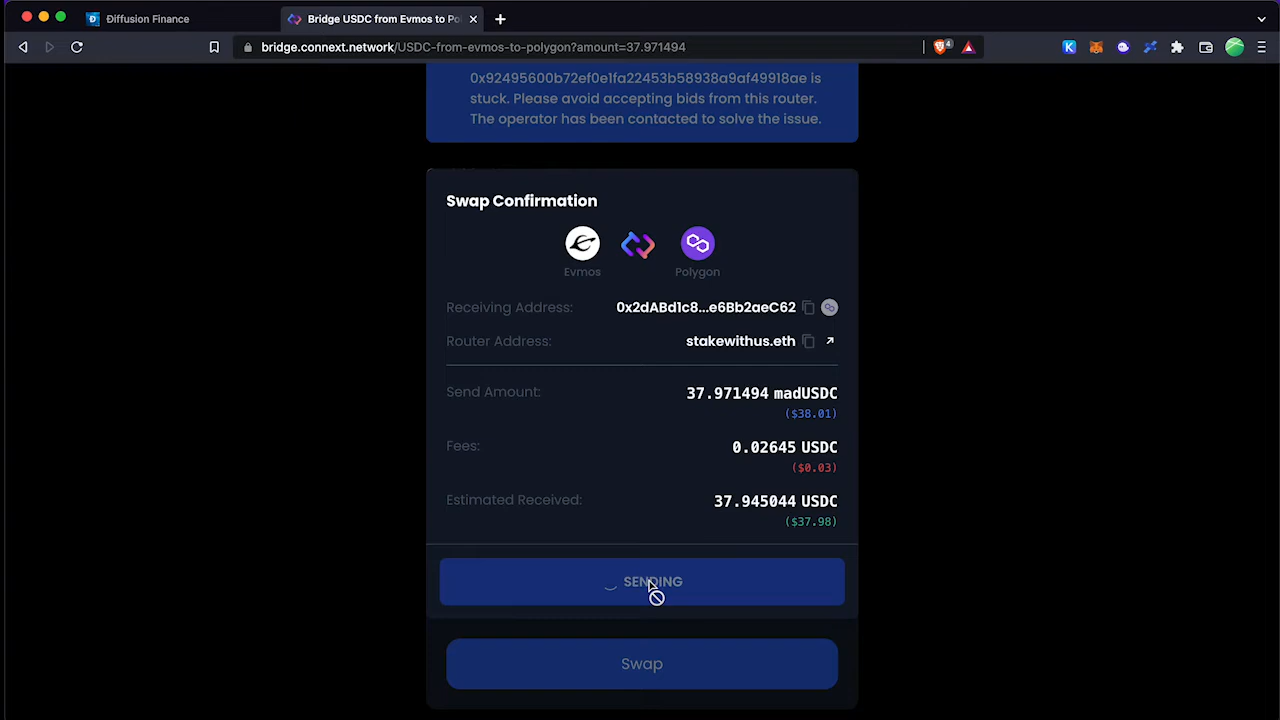 Diffusion Finance
Bridge USDC from Evmos to Po
bridge.connext.network/USDC-from-evmos-to-polygon?amount=37.971494
4
0x92495600b72ef0e1fa22453b58938a9af49918ae is
stuck. Please avoid accepting bids from this router.
The operator has been contacted to solve the issue.
Swap Confirmation
Evmos
Polygon
Receiving Address:
0x2dABd1c8...e6Bb2aeC62
Router Address:
stakewithus.eth
Send Amount:
37.971494 madUSDC
($38.01)
Fees:
0.02645 USDC
($0.03)
Estimated Received:
37.945044 USDC
($37.98)
SENDING
Swap